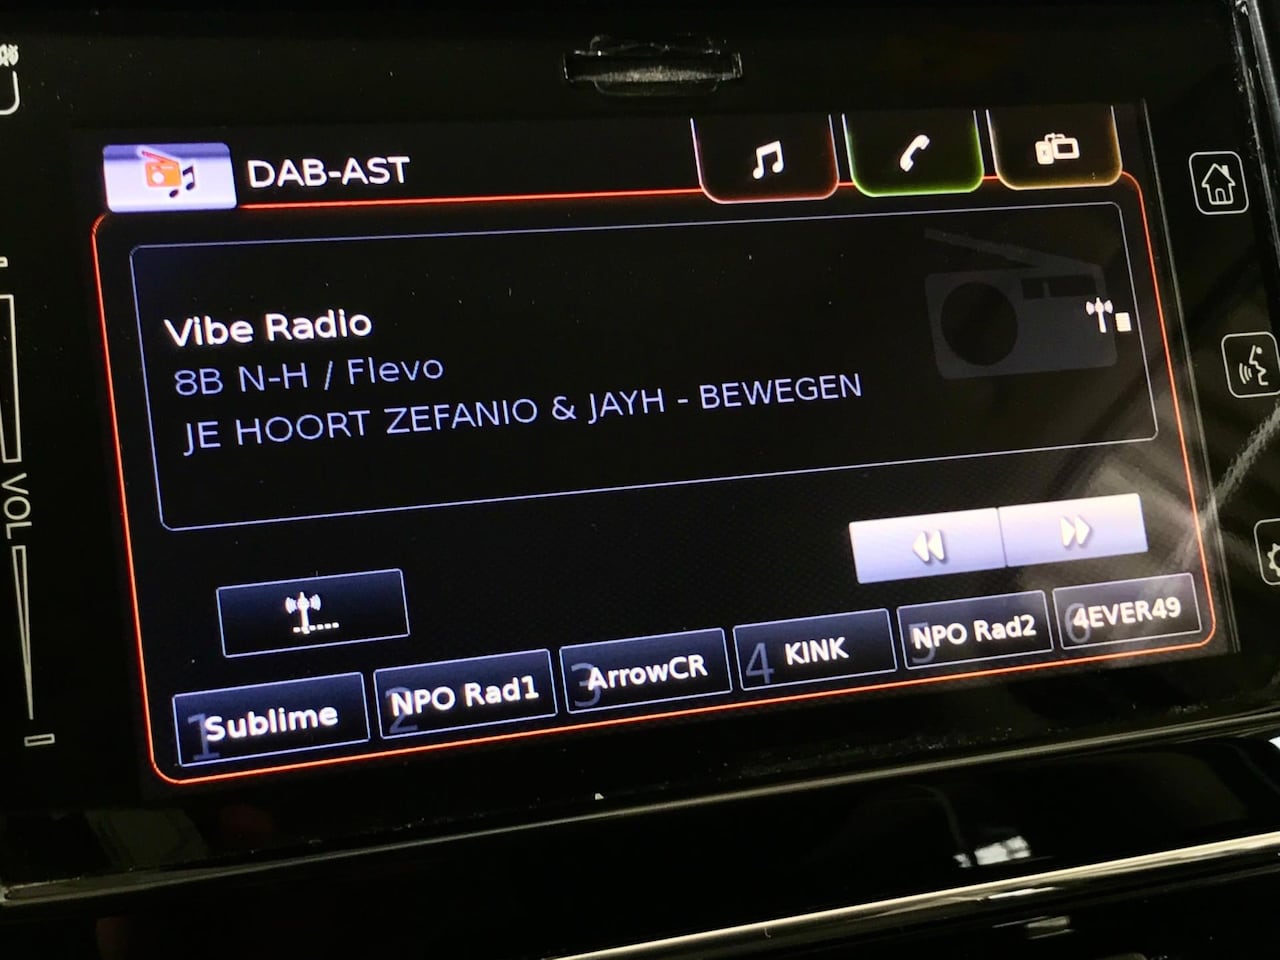 DAB-AST
Vibe Radio
8B N-H / Flevo
JE HOORT ZEFANIO & JAYH - BEWEGEN
VOL
1 Sublime
2 NPO Rad1
3 ArrowCR
4 KINK
5 NPO Rad2
6 4EVER49